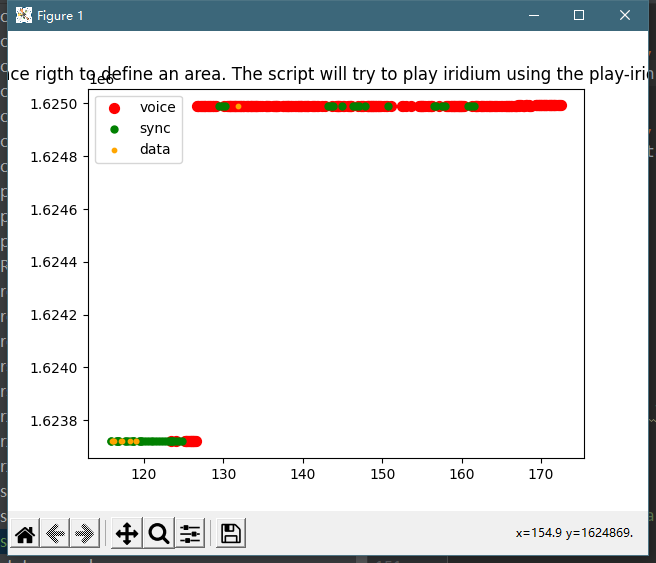 Figure 1
ce rigth to define an area. The script will try to play iridium using the play-iri
1e6
1.6250
1.6248
1.6246
1.6244
1.6242
1.6240
1.6238
voice
sync
data
120 130 140 150 160 170
x=154.9 y=1624869.